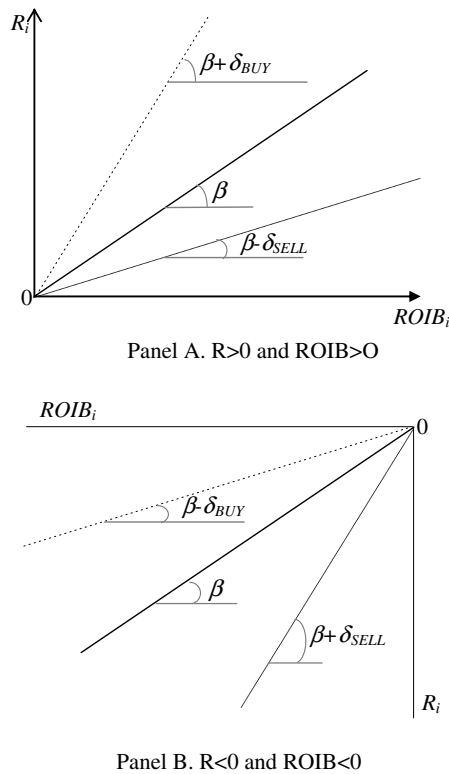 R_i
β+δ_BUY
β
β-δ_SELL
0
ROIB_i
Panel A. R>0 and ROIB>O
ROIB_i
0
β-δ_BUY
β
β+δ_SELL
R_i
Panel B. R<0 and ROIB<0